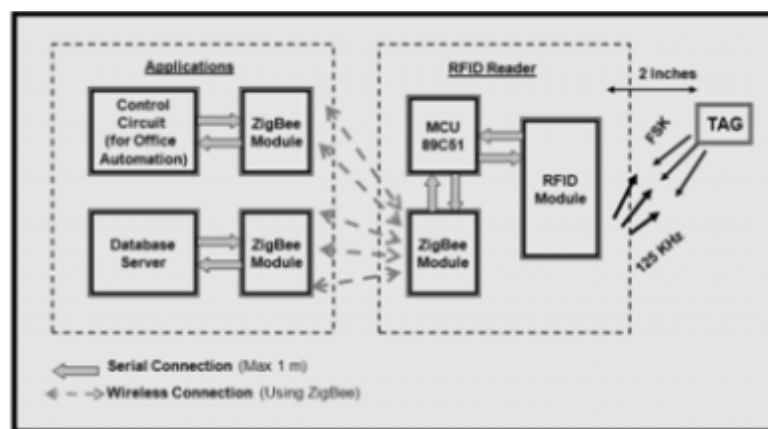 Applications
Control
Circuit
(for Office
Automation)
ZigBee
Module
Database
Server
ZigBee
Module
RFID Reader
MCU
89C51
RFID
Module
ZigBee
Module
2 Inches
TAG
FSK
125 KHz
Serial Connection (Max 1 m)
Wireless Connection (Using ZigBee)